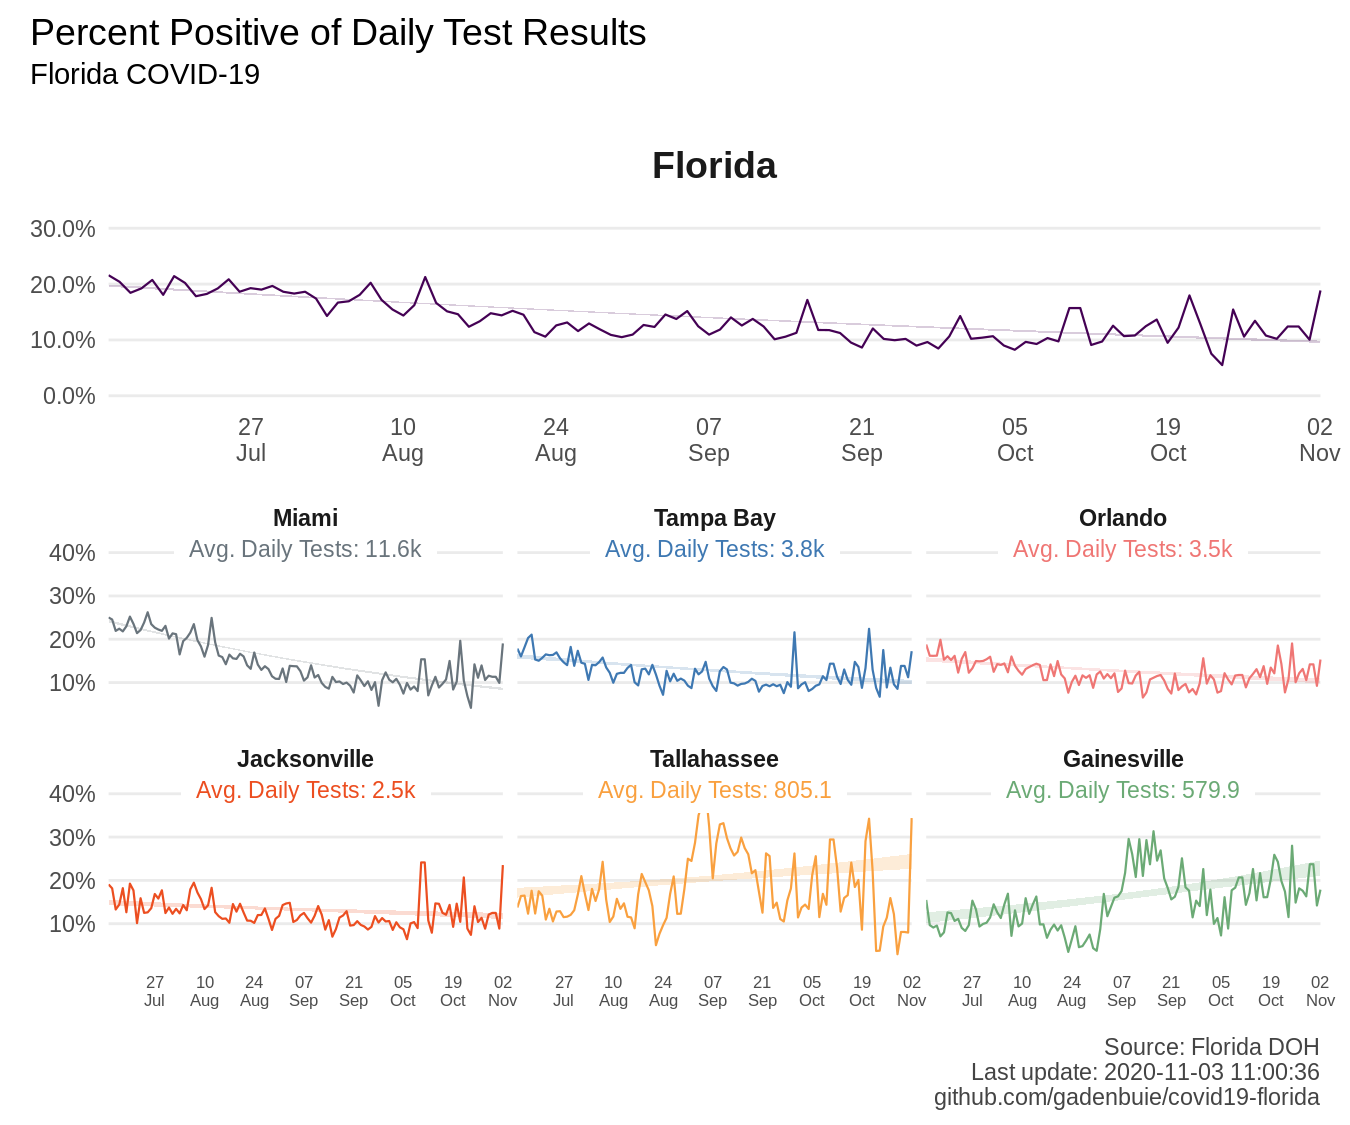 Percent Positive of Daily Test Results
Florida COVID-19
Florida
30.0%
20.0%
10.0%
0.0%
27 10 24 07 21 05 19 02
Jul Aug Aug Sep Sep Oct Oct Nov
Miami Tampa Bay Orlando
Avg. Daily Tests: 11.6k Avg. Daily Tests: 3.8k Avg. Daily Tests: 3.5k
40%
30%
20%
10%
Jacksonville Tallahassee Gainesville
Avg. Daily Tests: 2.5k Avg. Daily Tests: 805.1 Avg. Daily Tests: 579.9
40%
30%
20%
10%
27 10 24 07 21 05 19 02 27 10 24 07 21 05 19 02 27 10 24 07 21 05 19 02
Jul Aug Aug Sep Sep Oct Oct Nov Jul Aug Aug Sep Sep Oct Oct Nov Jul Aug Aug Sep Sep Oct Oct Nov
Source: Florida DOH
Last update: 2020-11-03 11:00:36
github.com/gadenbuie/covid19-florida